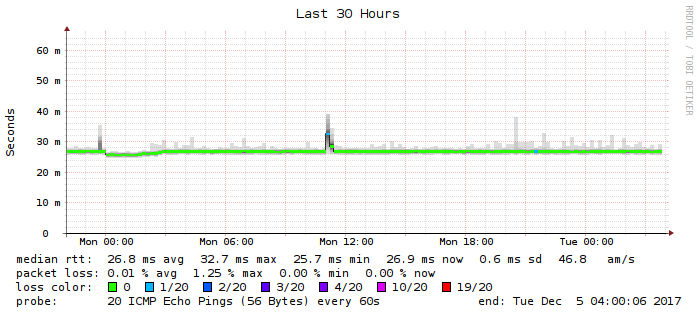 Last 30 Hours
RRDTOOL / TOBI OETIKER
Seconds
60 m
50 m
40 m
30 m
20 m
10 m
0
Mon 00:00 Mon 06:00 Mon 12:00 Mon 18:00 Tue 00:00
median rtt: 26.8 ms avg 32.7 ms max 25.7 ms min 26.9 ms now 0.6 ms sd 46.8 am/s
packet loss: 0.01 % avg 1.25 % max 0.00 % min 0.00 % now
loss color: 0 1/20 2/20 3/20 4/20 10/20 19/20
probe: 20 ICMP Echo Pings (56 Bytes) every 60s end: Tue Dec 5 04:00:06 2017